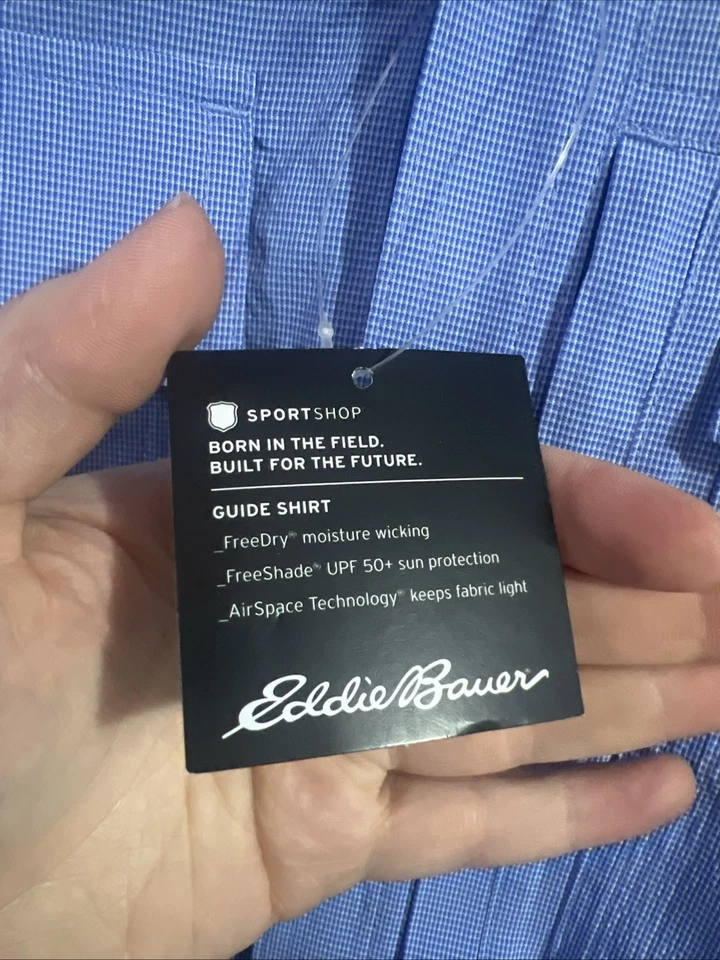 SPORTSHOP
BORN IN THE FIELD.
BUILT FOR THE FUTURE.
GUIDE SHIRT
_FreeDry® moisture wicking
_FreeShade® UPF 50+ sun protection
_AirSpace Technology® keeps fabric light
Eddie Bauer